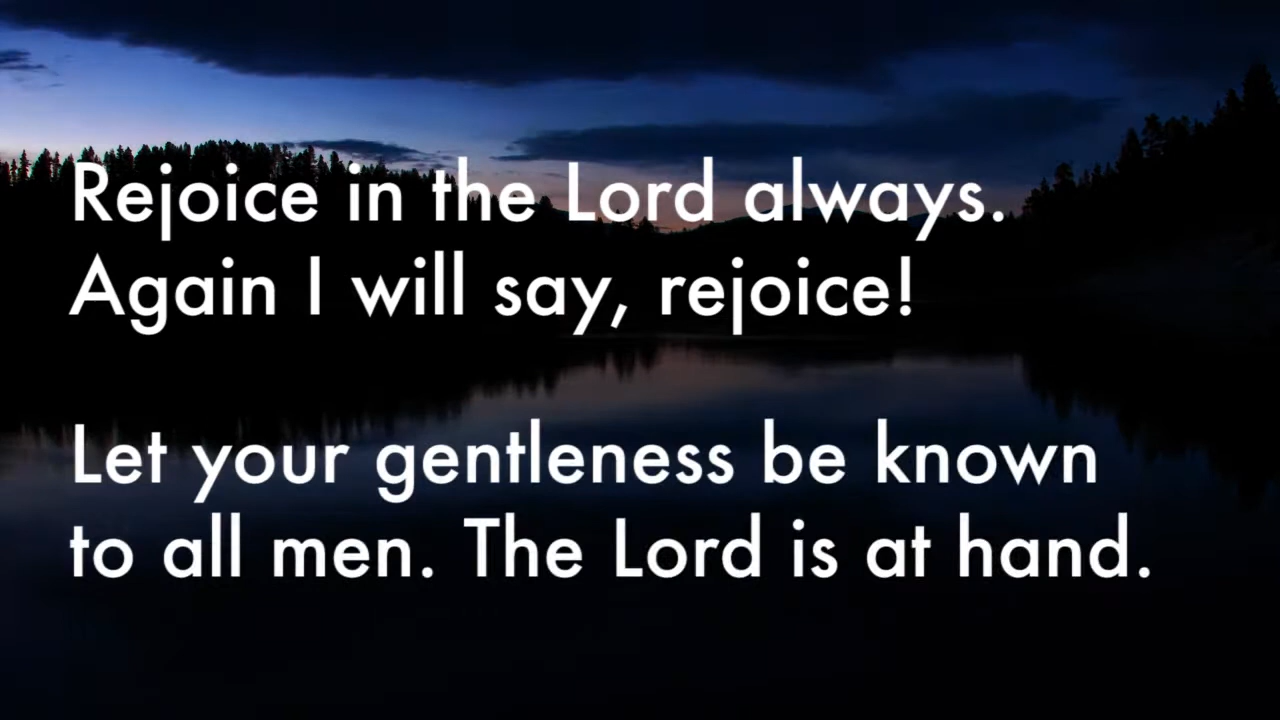 Rejoice in the Lord always.
Again I will say, rejoice!
Let your gentleness be known
to all men. The Lord is at hand.